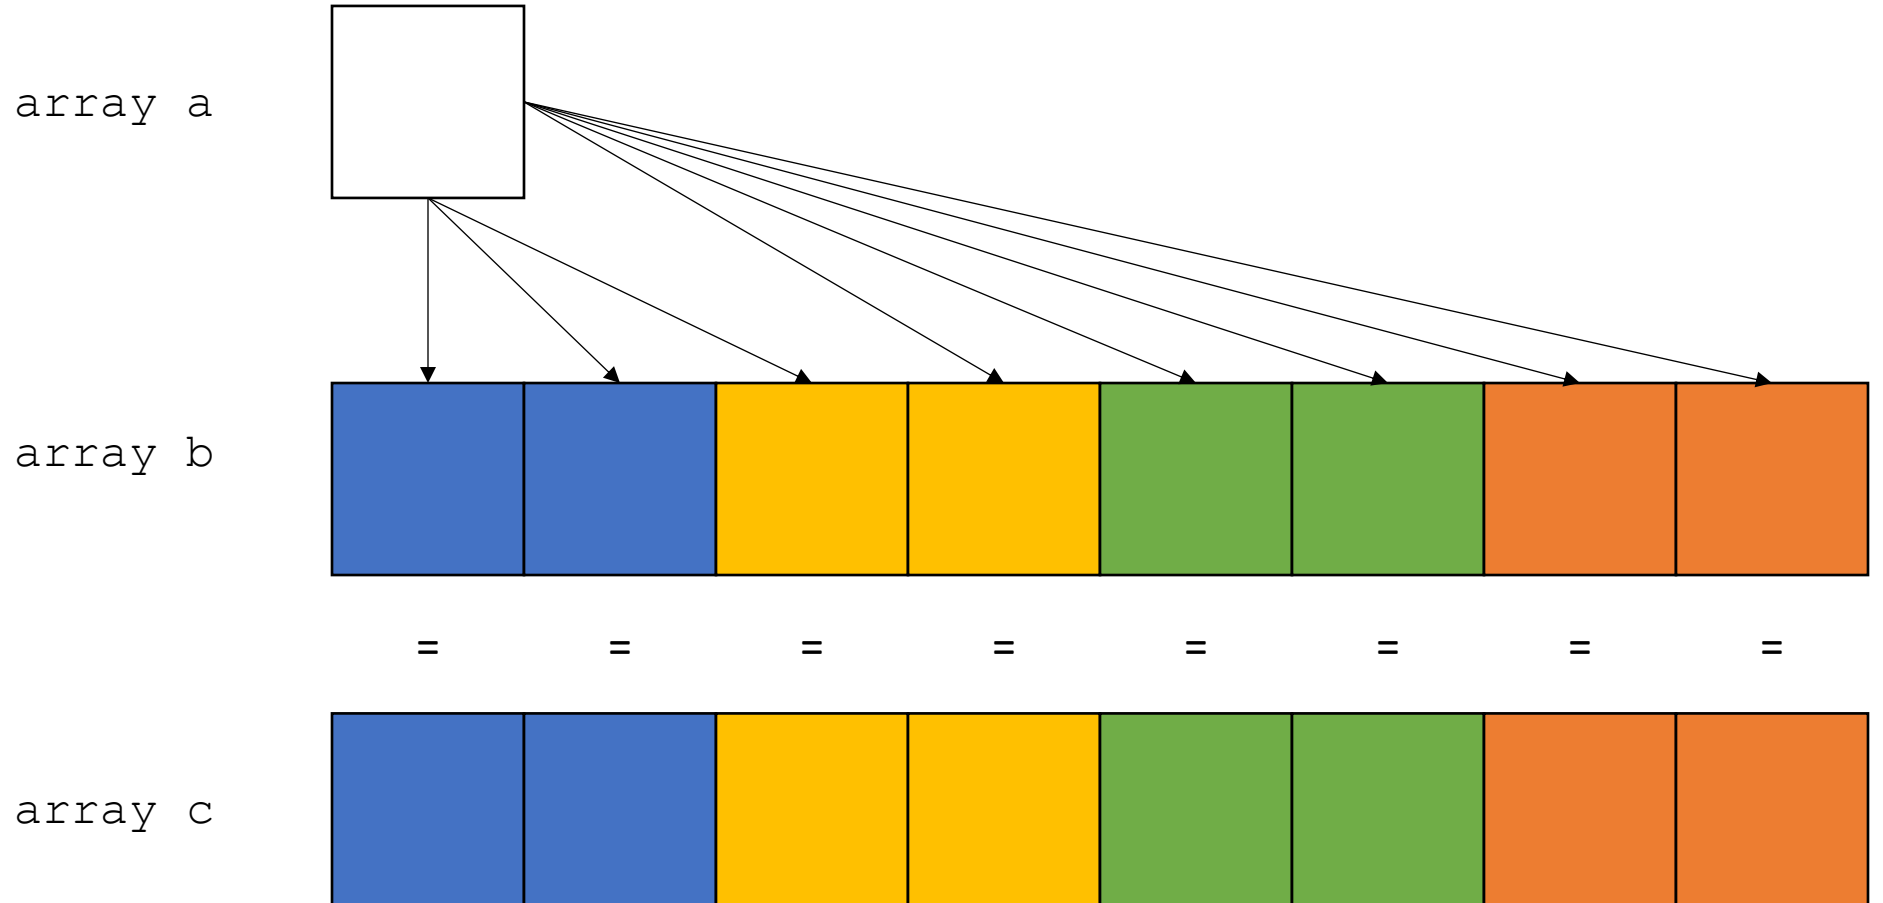 array a
array b
= = = = = = = =
array c